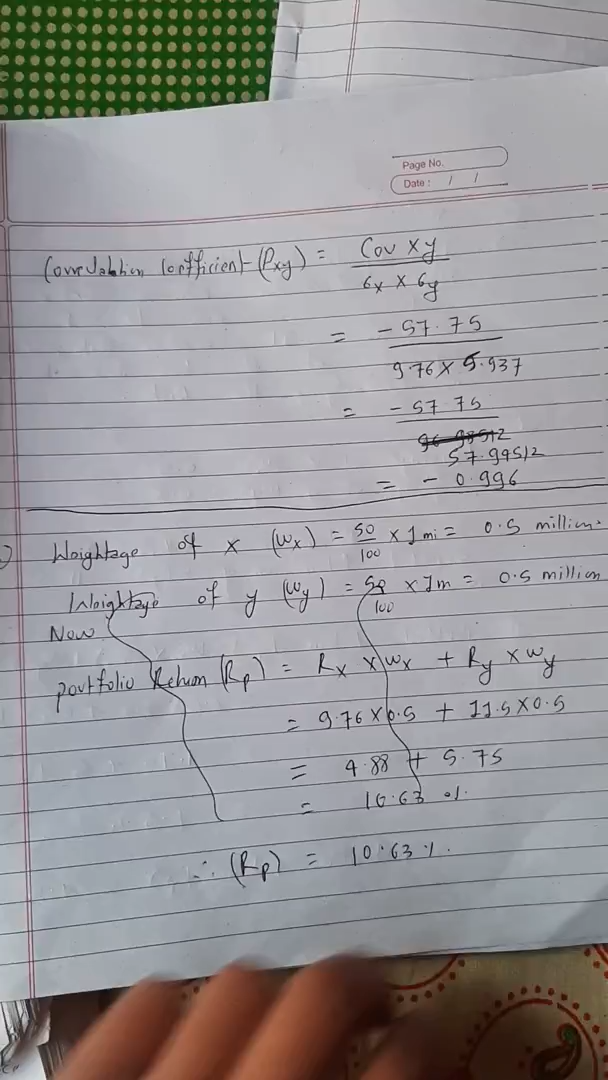 Page No.
Date : / /
Correlation Cofficient (Pxy) = Cov xy
6x × 6y
= - 57.75
9.76 × 5.937
= - 57 75
57.99512
= - 0.996
Weightage of x (wx) = 50/100 × 1 mi = 0.5 million.
Weightage of y (wy) = 50/100 × 1m = 0.5 million
Now
portfolio Return (Rp) = Rx × wx + Ry × wy
= 9.76 × 0.5 + 11.5 × 0.5
= 4.88 + 5.75
= 10.63 %
∴ (Rp) = 10.63 %.